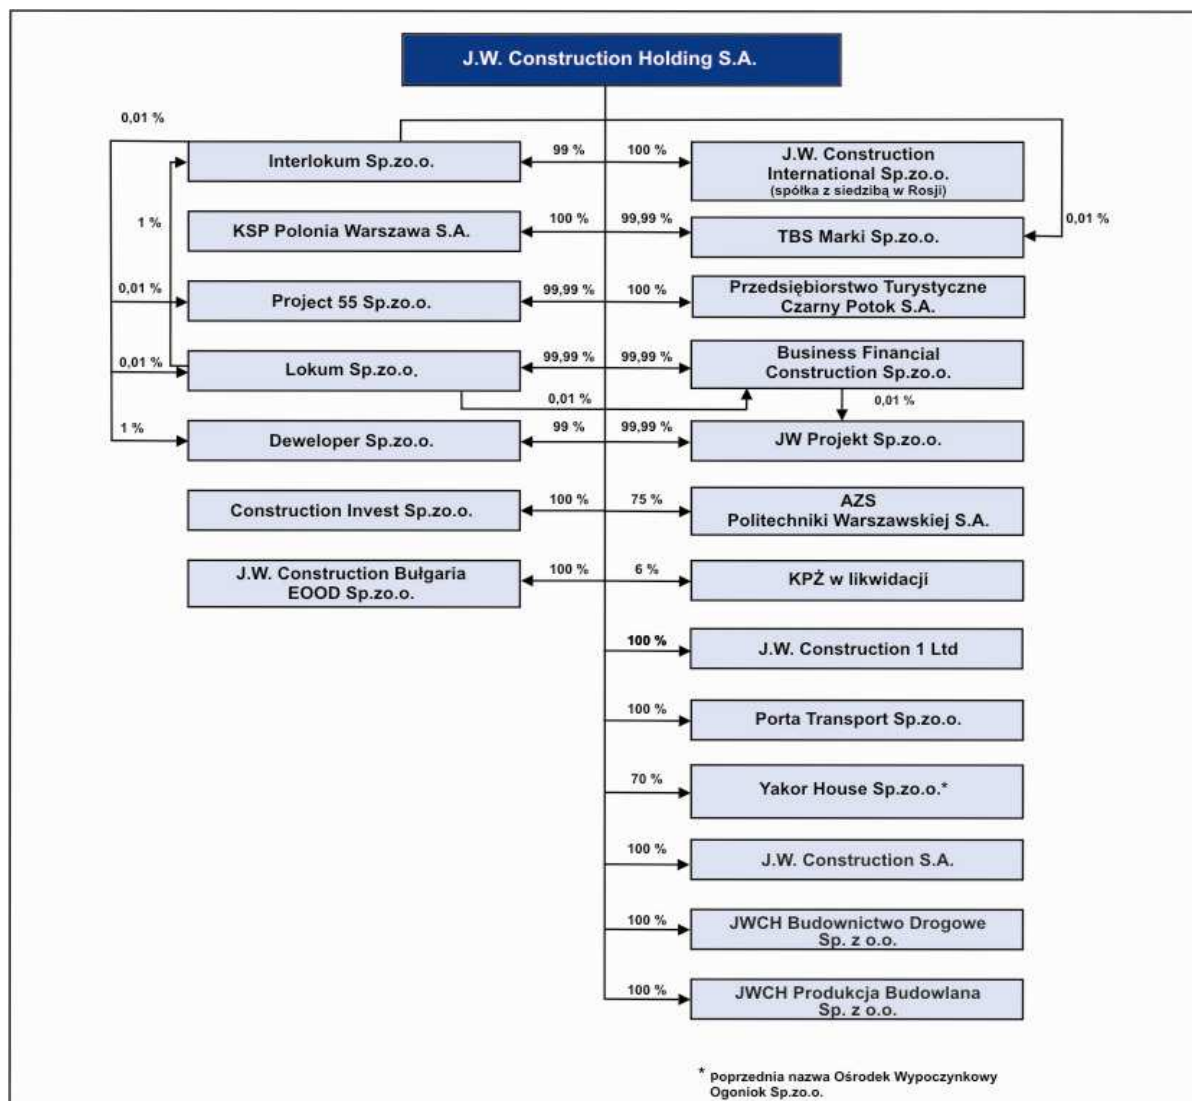 J.W. Construction Holding S.A.
0,01 %
Interlokum Sp.zo.o.
99 %
100 %
J.W. Construction
International Sp.zo.o.
(spółka z siedzibą w Rosji)
1 %
KSP Polonia Warszawa S.A.
100 %
99,99 %
TBS Marki Sp.zo.o.
0,01 %
0,01 %
Project 55 Sp.zo.o.
99,99 %
100 %
Przedsiębiorstwo Turystyczne
Czarny Potok S.A.
0,01 %
Lokum Sp.zo.o.
99,99 %
99,99 %
Business Financial
Construction Sp.zo.o.
0,01 %
0,01 %
1 %
Deweloper Sp.zo.o.
99 %
99,99 %
JW Projekt Sp.zo.o.
Construction Invest Sp.zo.o.
100 %
75 %
AZS
Politechniki Warszawskiej S.A.
J.W. Construction Bułgaria
EOOD Sp.zo.o.
100 %
6 %
KPŻ w likwidacji
100 %
J.W. Construction 1 Ltd
100 %
Porta Transport Sp.zo.o.
70 %
Yakor House Sp.zo.o.*
100 %
J.W. Construction S.A.
100 %
JWCH Budownictwo Drogowe
Sp. z o.o.
100 %
JWCH Produkcja Budowlana
Sp. z o.o.
* poprzednia nazwa Ośrodek Wypoczynkowy
Ogoniok Sp.zo.o.